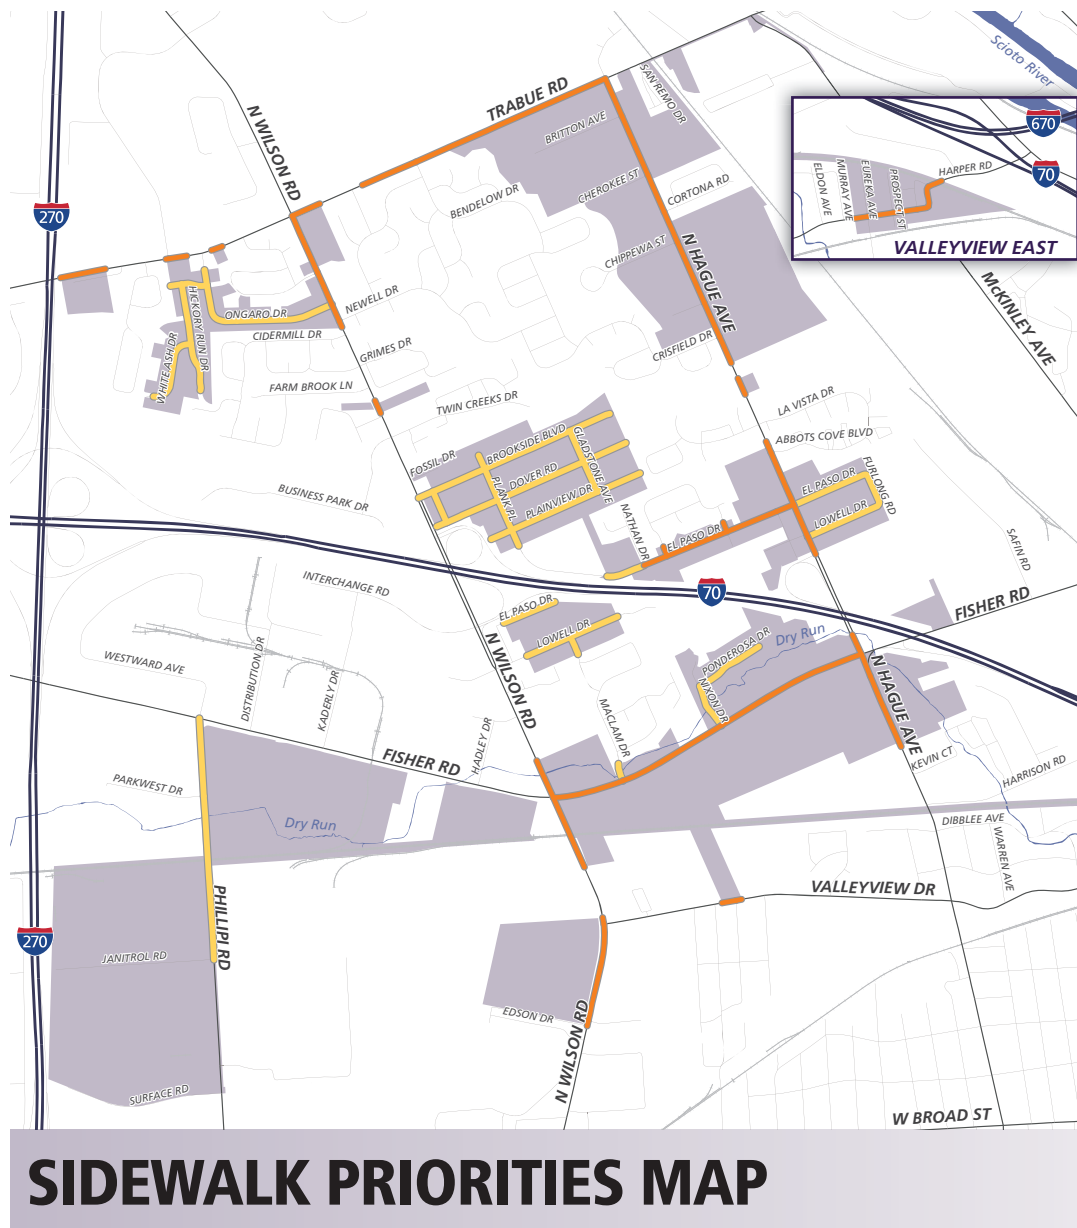 Scioto River
SAN REMO DR
TRABUE RD
N WILSON RD
BRITTON AVE
670
70
HARPER RD
ELDON AVE
MURRAY AVE
EUREKA AVE
PROSPECT ST
VALLEYVIEW EAST
270
BENDELOW DR
CHEROKEE ST
CORTONA RD
CHIPPEWA ST
N HAGUE AVE
McKINLEY AVE
HICKORY RUN DR
ONGARO DR
NEWELL DR
CIDERMILL DR
WHITE ASH DR
GRIMES DR
CRISFIELD DR
FARM BROOK LN
TWIN CREEKS DR
LA VISTA DR
ABBOTS COVE BLVD
FOSSIL DR
BROOKSIDE BLVD
GLADSTONE AVE
DOVER RD
PLANK PL
PLAINVIEW DR
EL PASO DR
FURLONG RD
LOWELL DR
BUSINESS PARK DR
NATHAN DR
EL PASO DR
SAFIN RD
INTERCHANGE RD
70
FISHER RD
EL PASO DR
LOWELL DR
PONDEROSA DR
Dry Run
NIXON DR
WESTWARD AVE
DISTRIBUTION DR
KADERLY DR
N WILSON RD
MACLAM DR
N HAGUE AVE
HADLEY DR
FISHER RD
KEVIN CT
HARRISON RD
PARKWEST DR
Dry Run
DIBBLEE AVE
WARREN AVE
VALLEYVIEW DR
PHILLIPI RD
270
JANITROL RD
EDSON DR
N WILSON RD
SURFACE RD
W BROAD ST
SIDEWALK PRIORITIES MAP